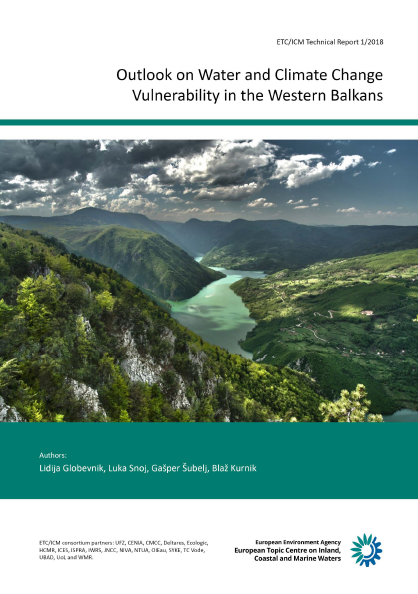 ETC/ICM Technical Report 1/2018
Outlook on Water and Climate Change
Vulnerability in the Western Balkans
Authors:
Lidija Globevnik, Luka Snoj, Gašper Šubelj, Blaž Kurnik
ETC/ICM consortium partners: UFZ, CENIA, CMCC, Deltares, Ecologic,
HCMR, ICES, ISPRA, IMRS, JNCC, NIVA, NTUA, OIEau, SYKE, TC Vode,
UBAD, UoL and WMR.
European Environment Agency
European Topic Centre on Inland,
Coastal and Marine Waters